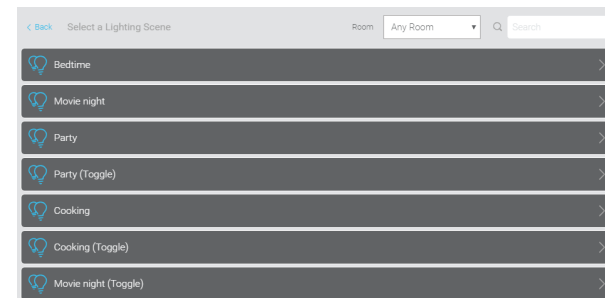 < Back Select a Lighting Scene Room Any Room Search
Bedtime
Movie night
Party
Party (Toggle)
Cooking
Cooking (Toggle)
Movie night (Toggle)